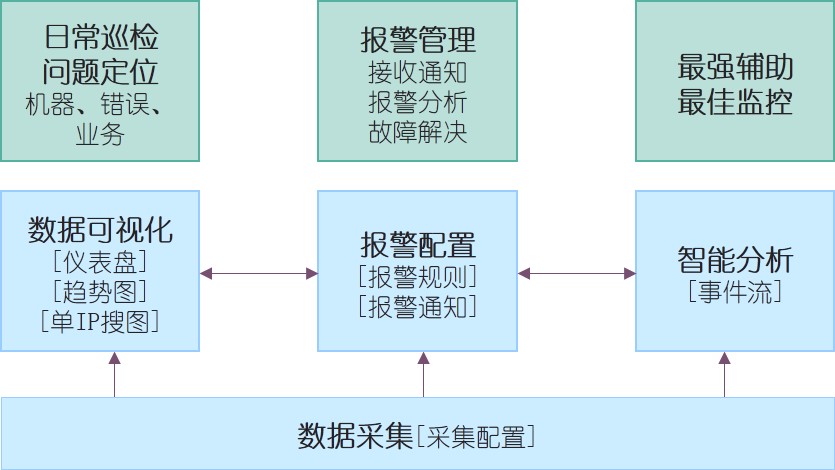 日常巡检
问题定位
机器、错误、
业务
报警管理
接收通知
报警分析
故障解决
最强辅助
最佳监控
数据可视化
[仪表盘]
[趋势图]
[单IP搜图]
报警配置
[报警规则]
[报警通知]
智能分析
[事件流]
数据采集[采集配置]